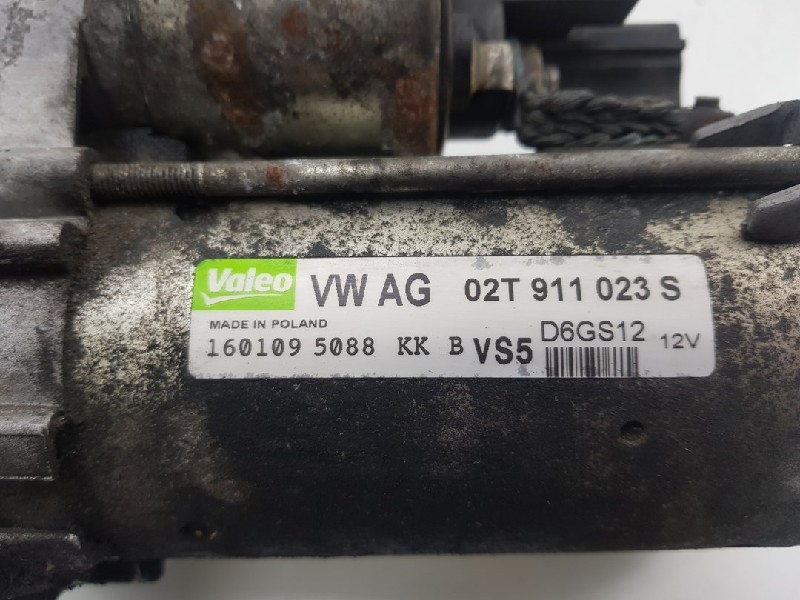 Valeo VW AG 02T 911 023 S
MADE IN POLAND
160109 5088 KK B VS5 D6GS12 12V